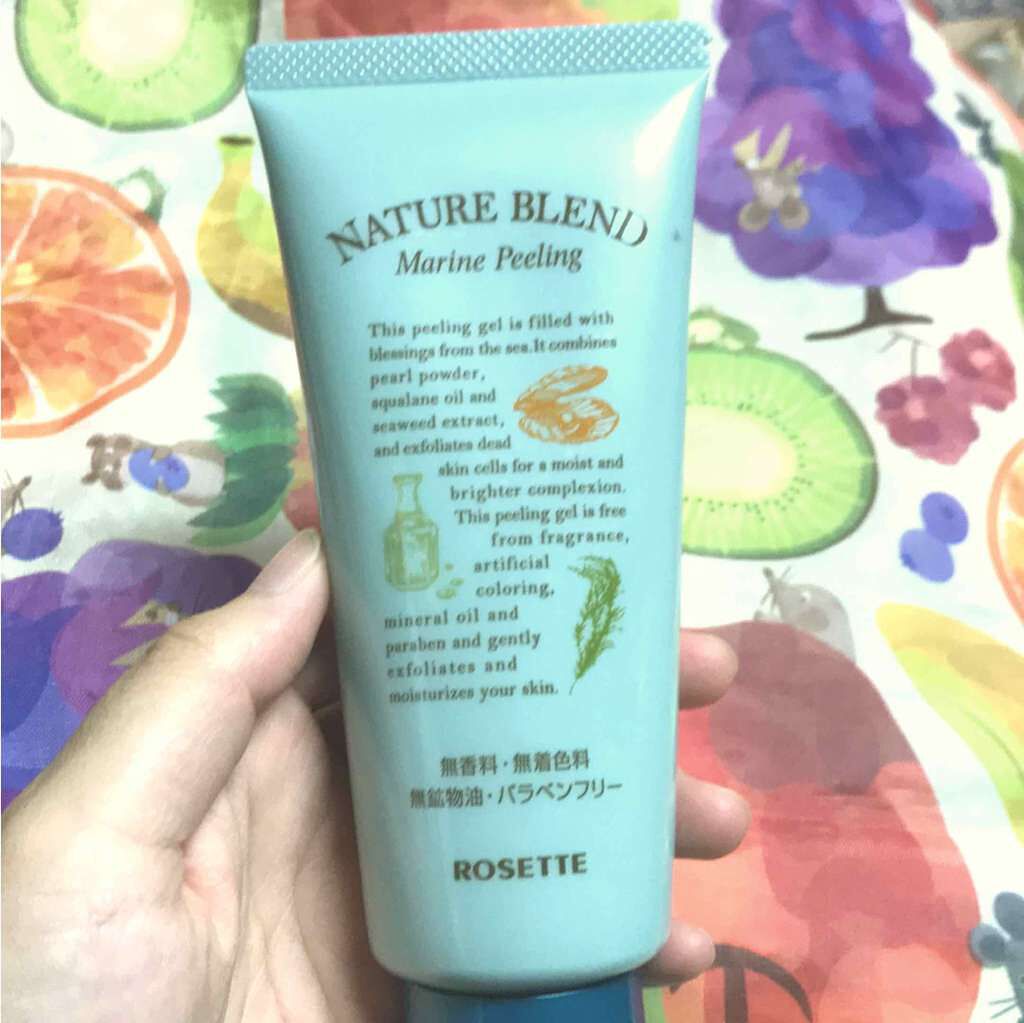 NATURE BLEND
Marine Peeling
This peeling gel is filled with
blessings from the sea.It combines
pearl powder,
squalane oil and
seaweed extract,
and exfoliates dead
skin cells for a moist and
brighter complexion.
This peeling gel is free
from fragrance,
artificial
coloring,
mineral oil and
paraben and gently
exfoliates and
moisturizes your skin.
無香料・無着色料
無鉱物油・パラベンフリー
ROSETTE